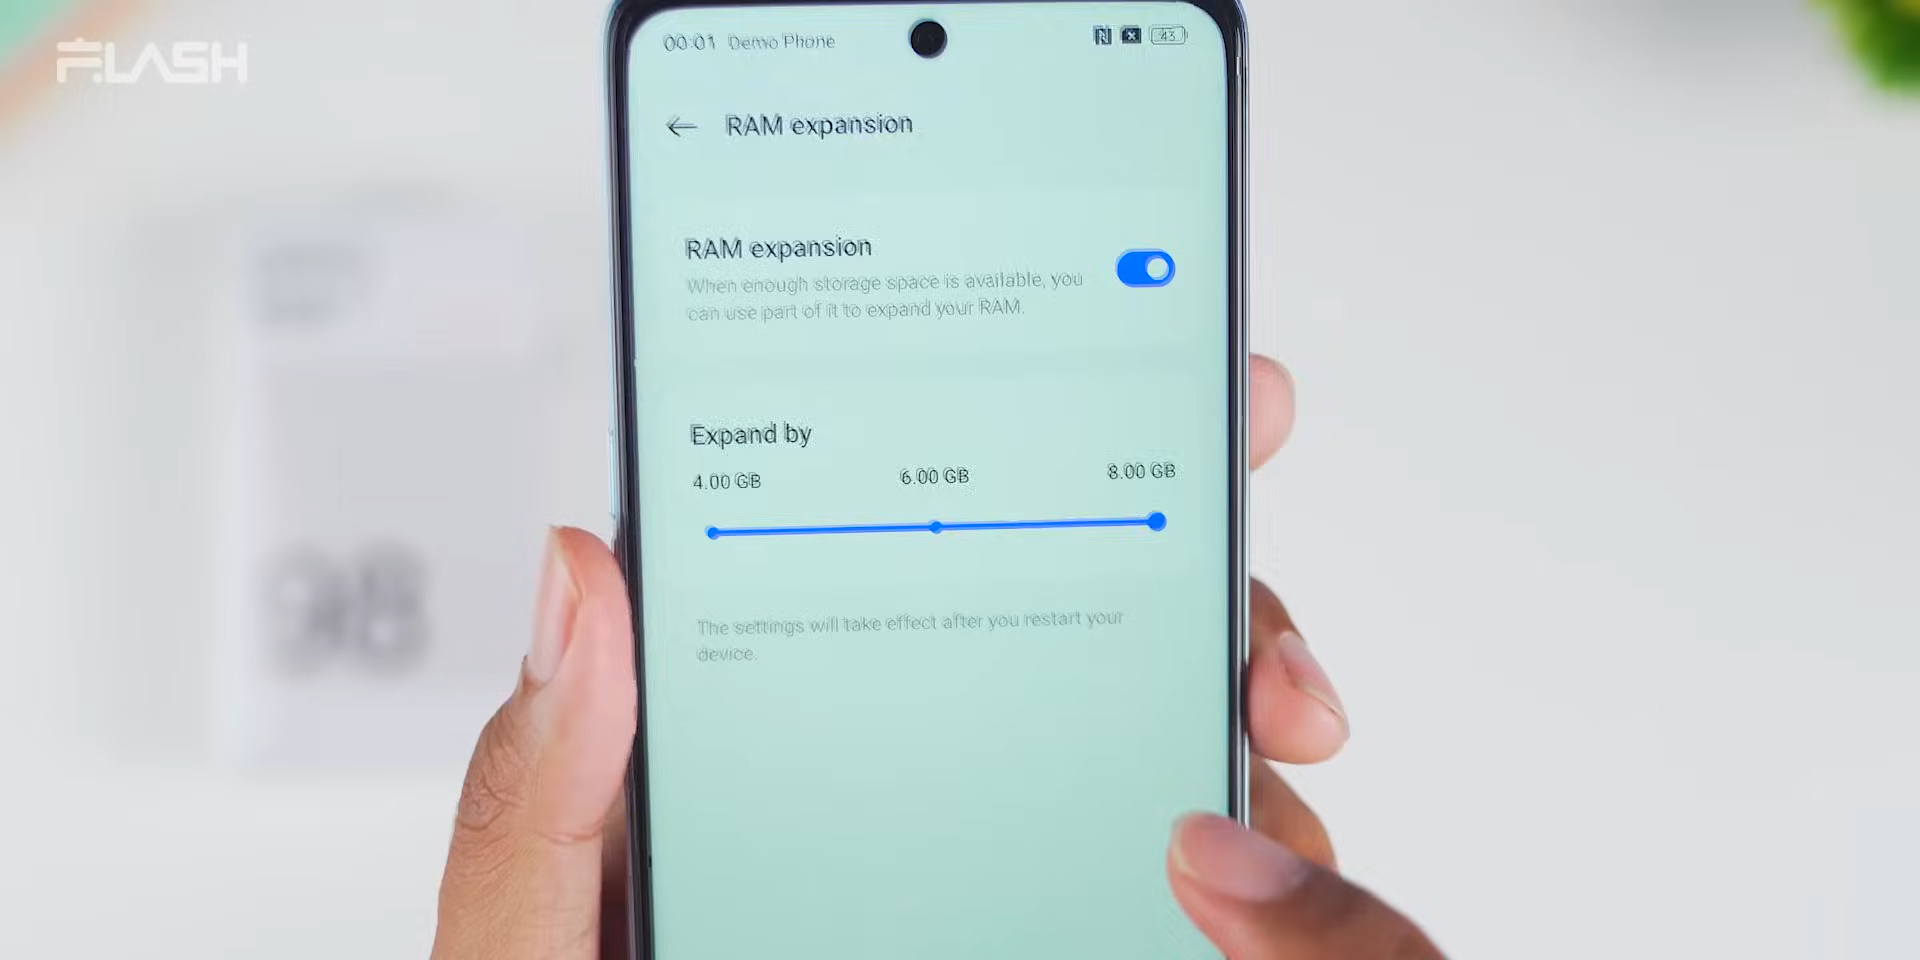 FLASH
00:01 Demo Phone
43
RAM expansion
RAM expansion
When enough storage space is available, you
can use part of it to expand your RAM.
Expand by
4.00 GB 6.00 GB 8.00 GB
The settings will take effect after you restart your
device.
98